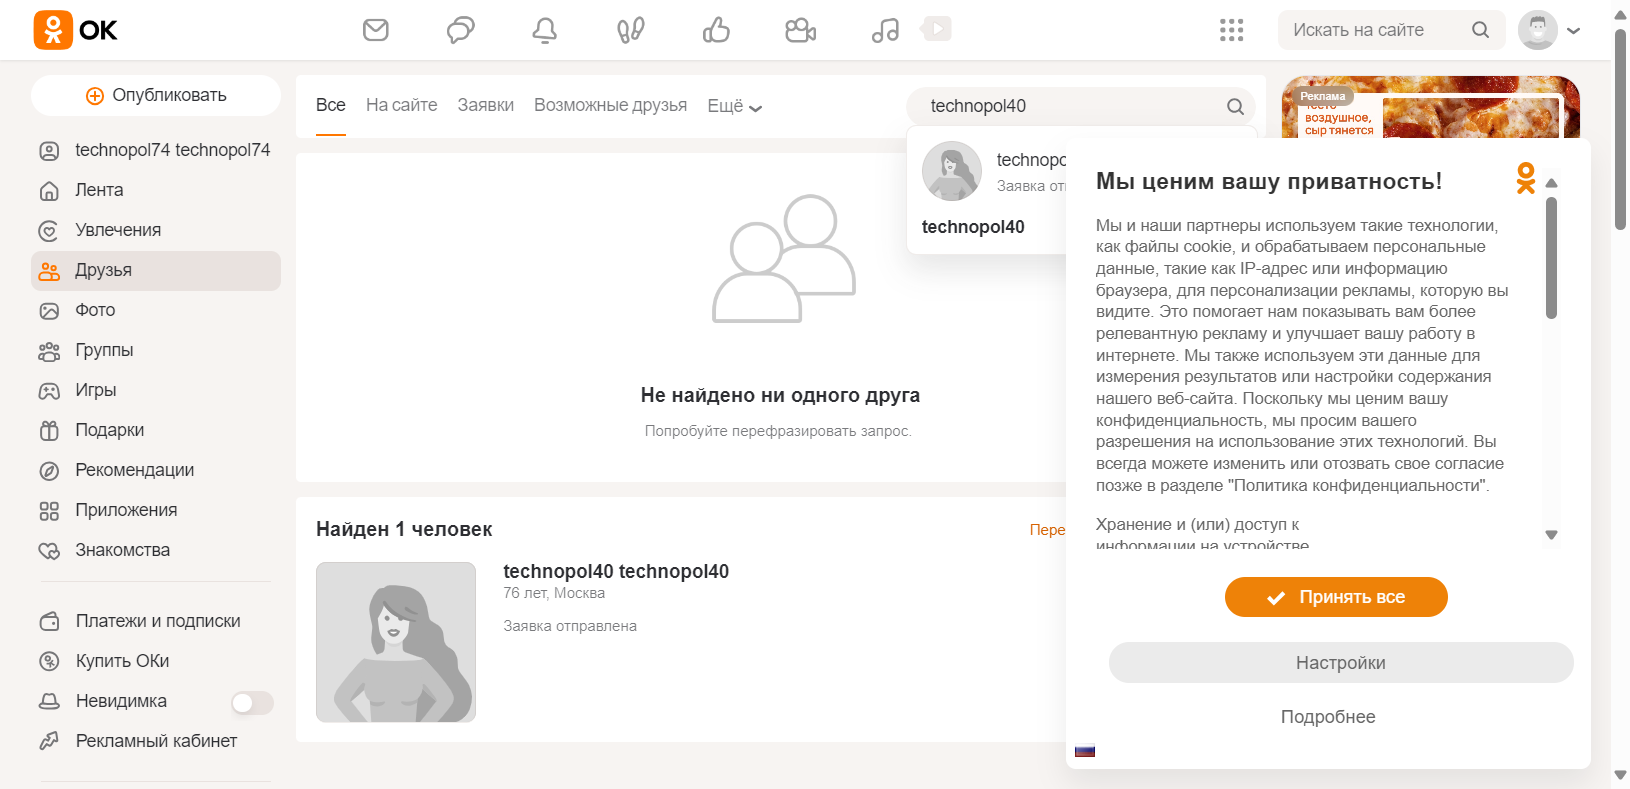 OK
Искать на сайте
Опубликовать
technopol74 technopol74
Лента
Увлечения
Друзья
Фото
Группы
Игры
Подарки
Рекомендации
Приложения
Знакомства
Платежи и подписки
Купить ОКи
Невидимка
Рекламный кабинет
Все На сайте Заявки Возможные друзья Ещё
technopol40
technopo
Заявка от
technopol40
Не найдено ни одного друга
Попробуйте перефразировать запрос.
Найден 1 человек
Пере
technopol40 technopol40
76 лет, Москва
Заявка отправлена
Реклама
воздушное,
сыр тянется
Мы ценим вашу приватность!
Мы и наши партнеры используем такие технологии,
как файлы cookie, и обрабатываем персональные
данные, такие как IP-адрес или информацию
браузера, для персонализации рекламы, которую вы
видите. Это помогает нам показывать вам более
релевантную рекламу и улучшает вашу работу в
интернете. Мы также используем эти данные для
измерения результатов или настройки содержания
нашего веб-сайта. Поскольку мы ценим вашу
конфиденциальность, мы просим вашего
разрешения на использование этих технологий. Вы
всегда можете изменить или отозвать свое согласие
позже в разделе "Политика конфиденциальности".
Хранение и (или) доступ к
информации на устройстве
Принять все
Настройки
Подробнее